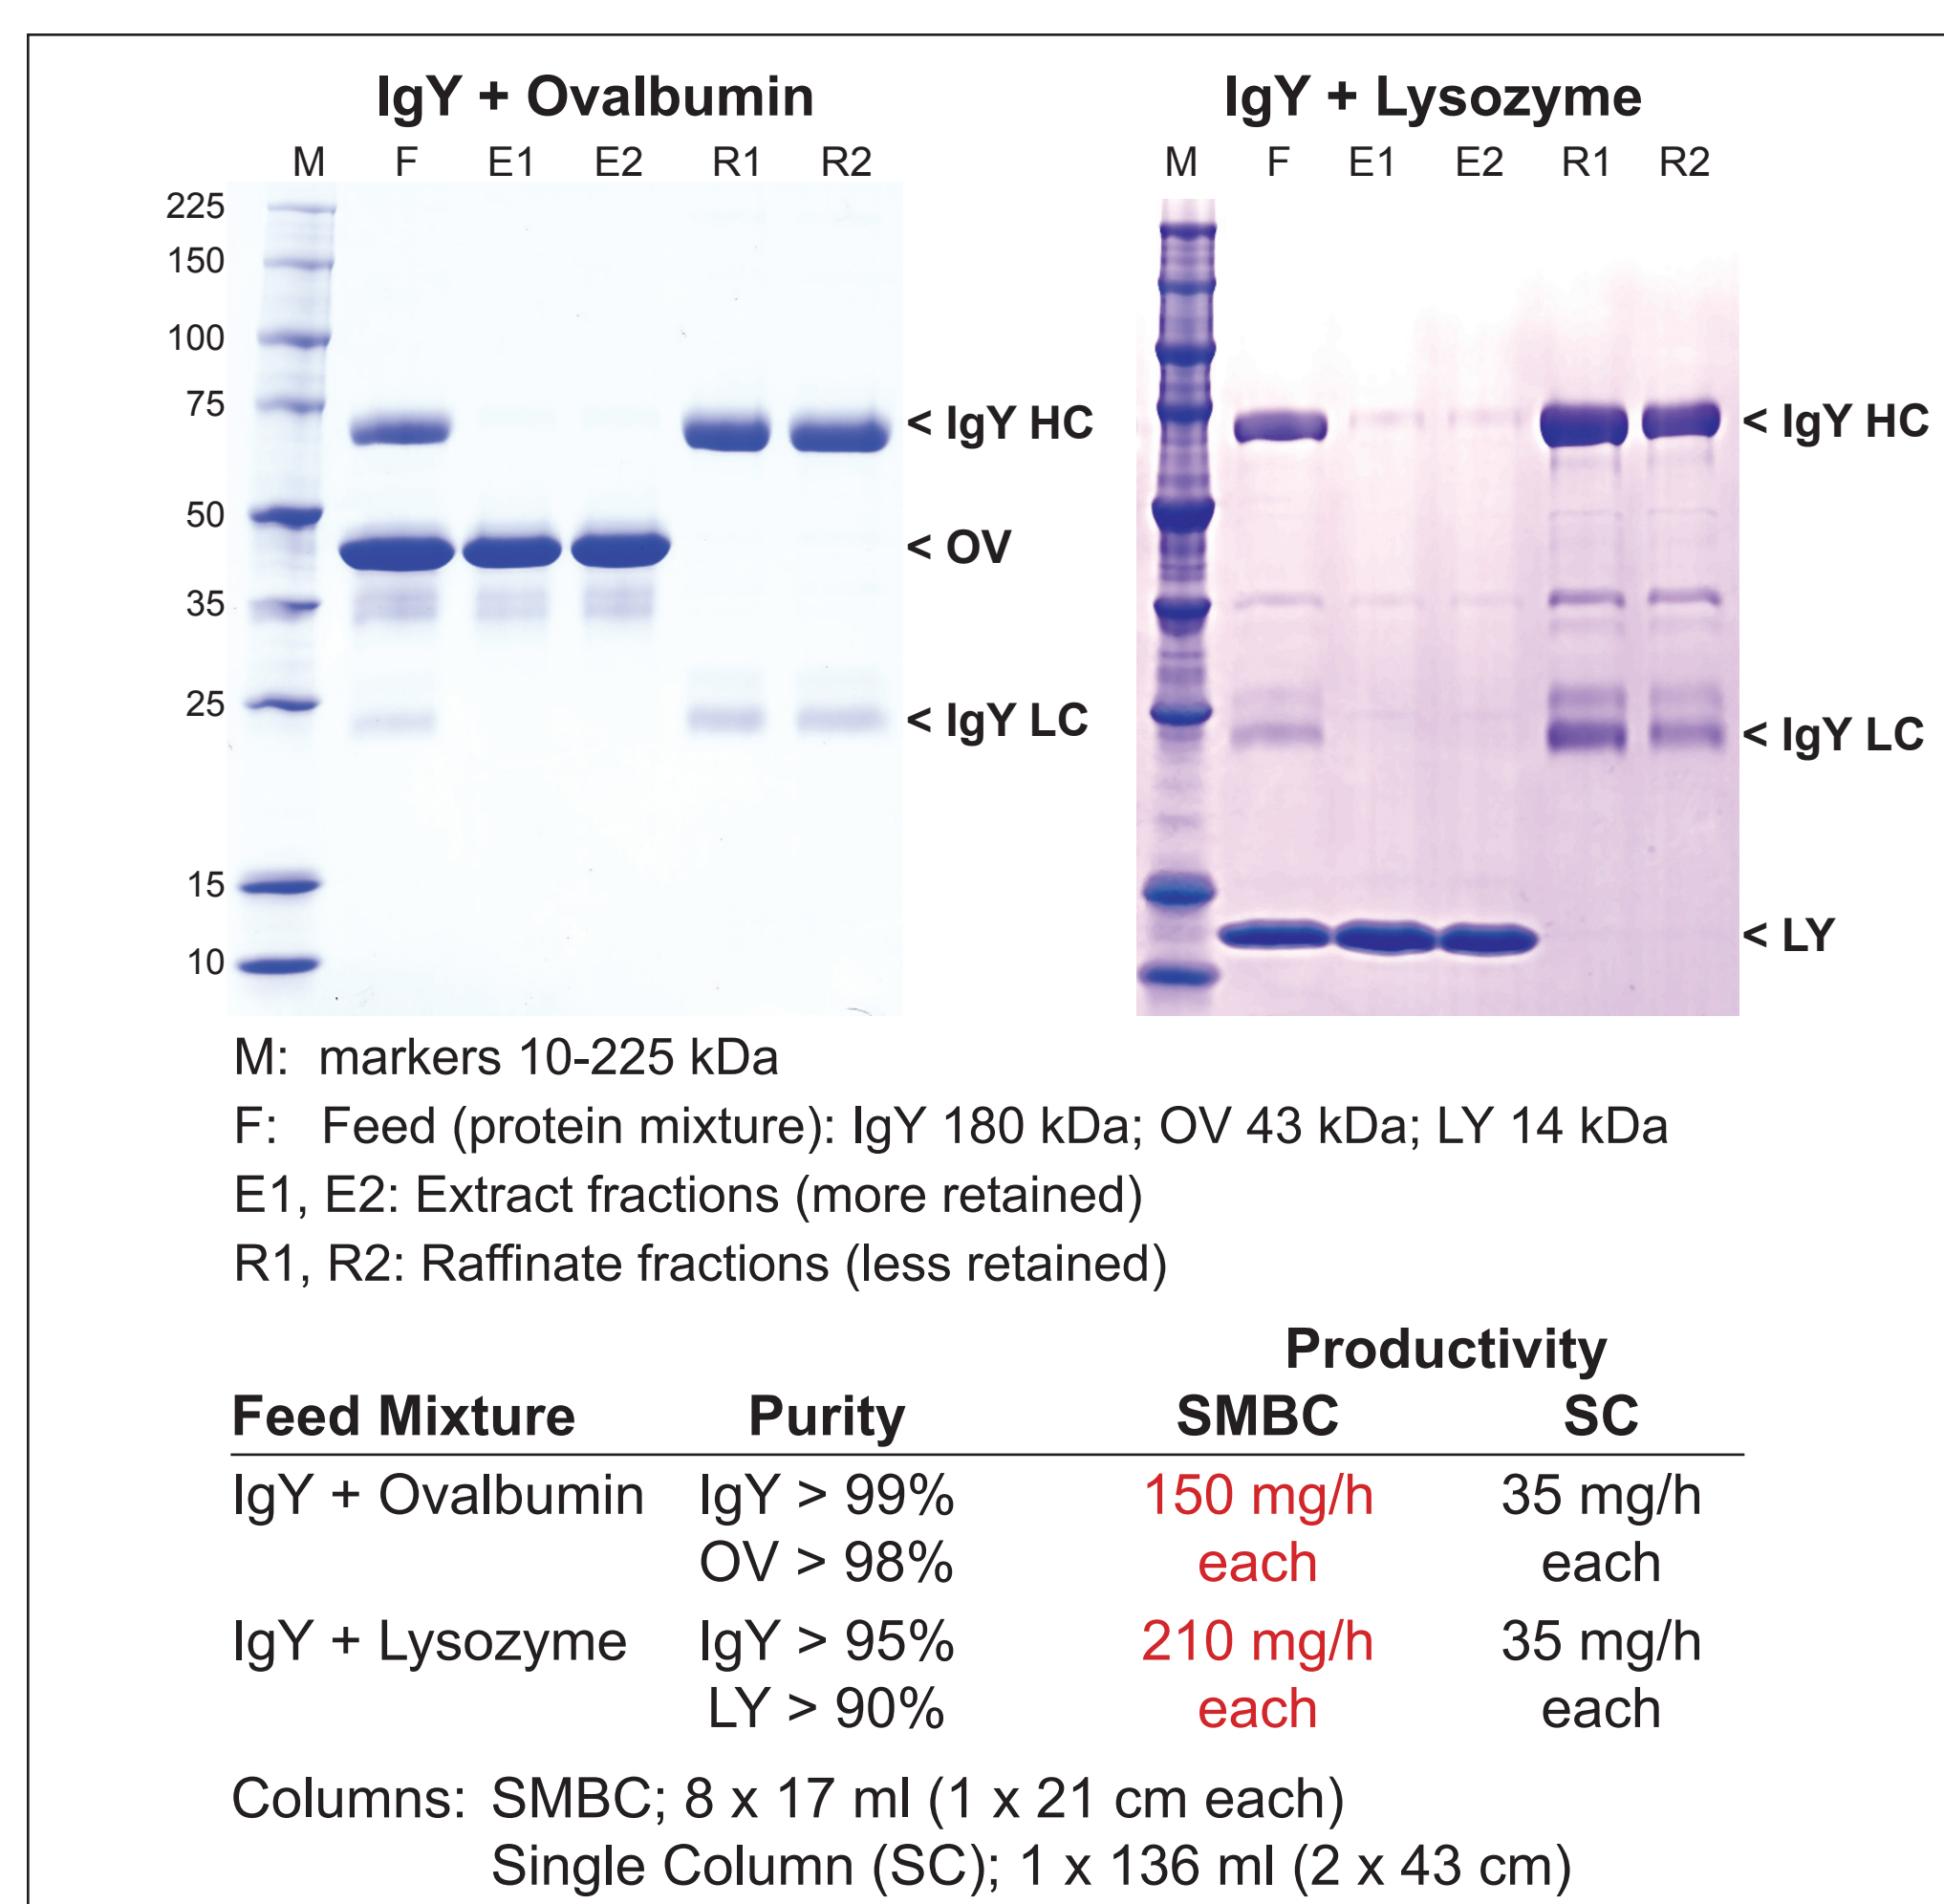 IgY + Ovalbumin
M F E1 E2 R1 R2
225
150
100
75
50
35
25
15
10
< IgY HC
< OV
< IgY LC
IgY + Lysozyme
M F E1 E2 R1 R2
< IgY HC
< IgY LC
< LY
M: markers 10-225 kDa
F: Feed (protein mixture): IgY 180 kDa; OV 43 kDa; LY 14 kDa
E1, E2: Extract fractions (more retained)
R1, R2: Raffinate fractions (less retained)
Productivity
Feed Mixture Purity SMBC SC
IgY + Ovalbumin IgY > 99% 150 mg/h 35 mg/h
OV > 98% each each
IgY + Lysozyme IgY > 95% 210 mg/h 35 mg/h
LY > 90% each each
Columns: SMBC; 8 x 17 ml (1 x 21 cm each)
Single Column (SC); 1 x 136 ml (2 x 43 cm)